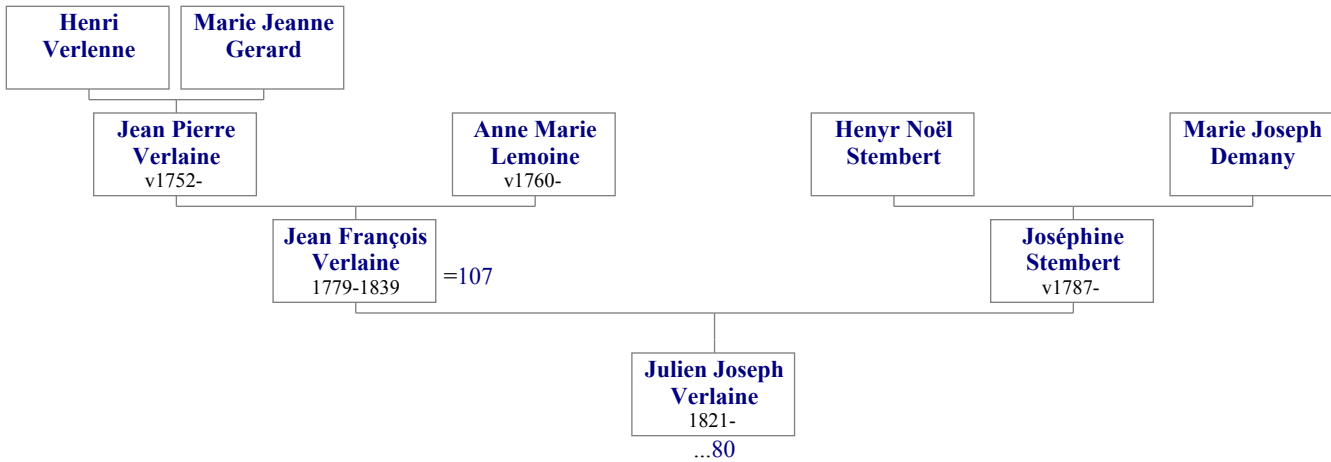 Henri
Verlenne
Marie Jeanne
Gerard
Jean Pierre
Verlaine
v1752-
Anne Marie
Lemoine
v1760-
Henyr Noël
Stembert
Marie Joseph
Demany
Jean François
Verlaine
1779-1839
=107
Joséphine
Stembert
v1787-
Julien Joseph
Verlaine
1821-
...80